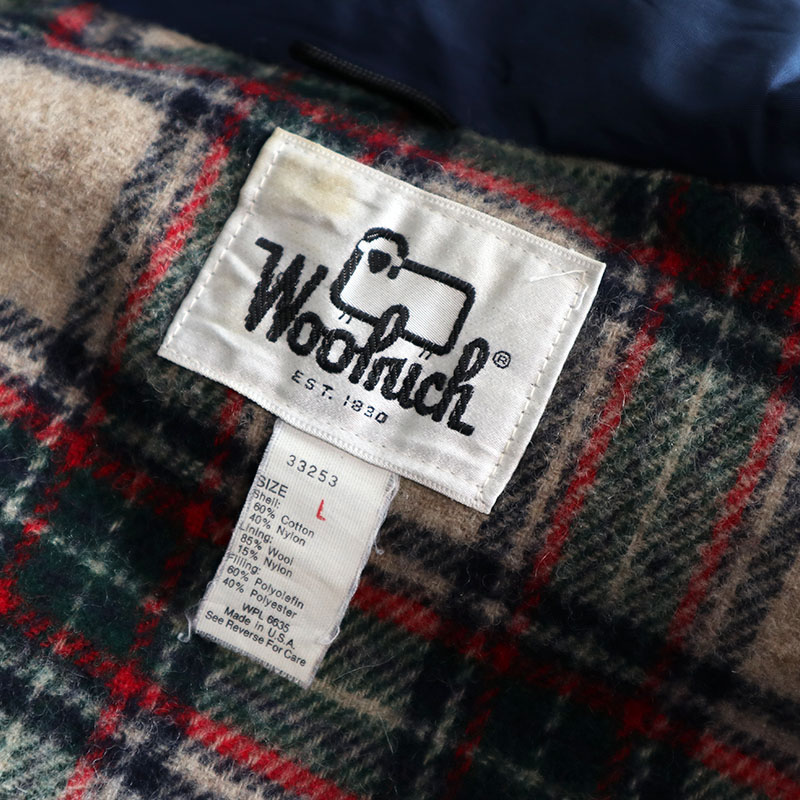 Woolrich®
EST. 1830
33253
SIZE L
Shell:
60% Cotton
40% Nylon
Lining:
85% Wool
15% Nylon
Filling:
60% Polyolefin
40% Polyester
WPL 6635
Made in U.S.A.
See Reverse For Care